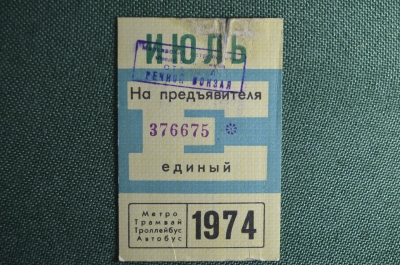 ИЮЛЬ
РЕЧНОЙ ВОКЗАЛ
На предъявителя
376675
Е
единый
Метро
Трамвай
Троллейбус
Автобус
1974